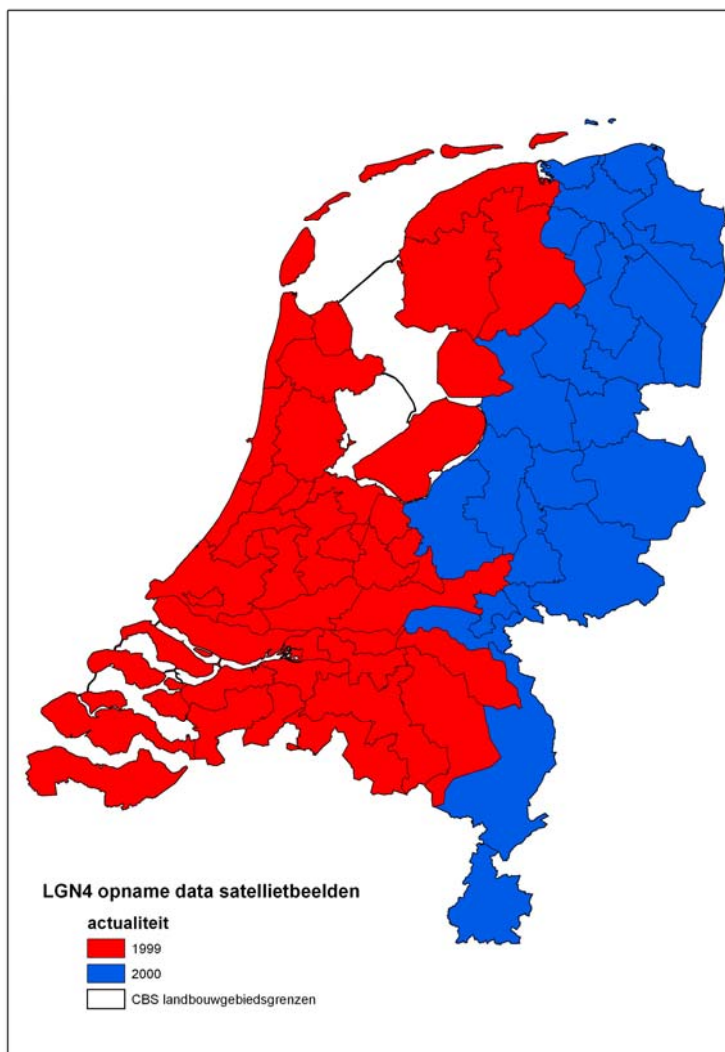 LGN4 opname data satellietbeelden
actualiteit
1999
2000
CBS landbouwgebiedsgrenzen